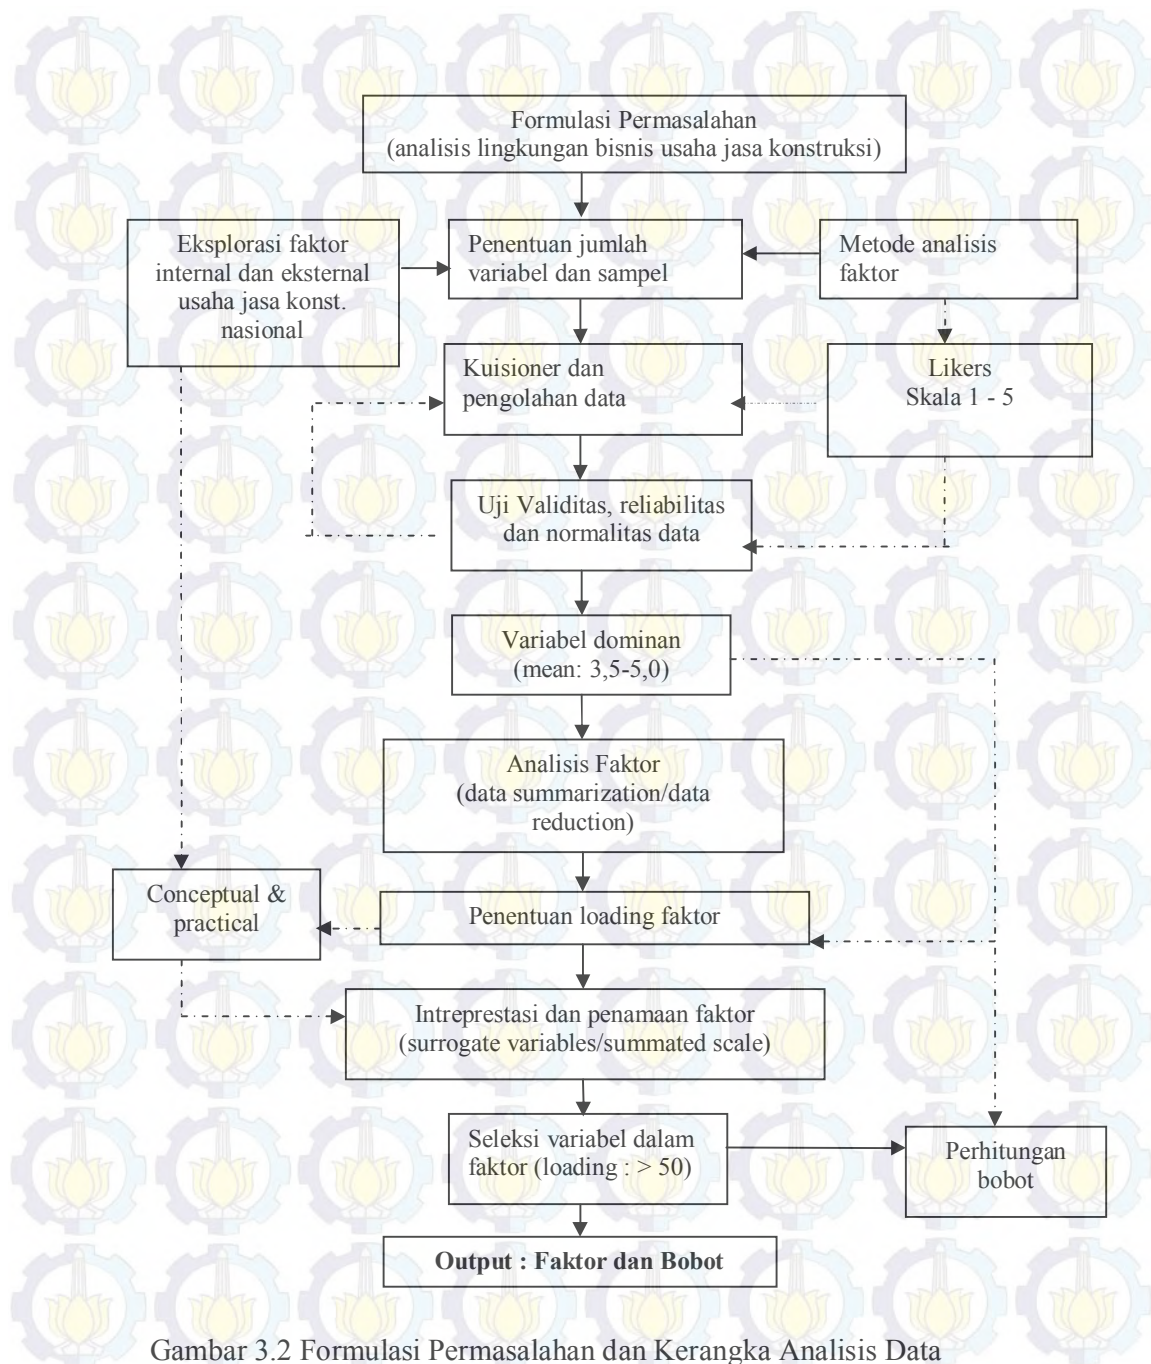 Formulasi Permasalahan
(analisis lingkungan bisnis usaha jasa konstruksi)
Eksplorasi faktor
internal dan eksternal
usaha jasa konst.
nasional
Penentuan jumlah
variabel dan sampel
Metode analisis
faktor
Kuisioner dan
pengolahan data
Likers
Skala 1 - 5
Uji Validitas, reliabilitas
dan normalitas data
Variabel dominan
(mean: 3,5-5,0)
Analisis Faktor
(data summarization/data
reduction)
Conceptual &
practical
Penentuan loading faktor
Intreprestasi dan penamaan faktor
(surrogate variables/summated scale)
Seleksi variabel dalam
faktor (loading : > 50)
Perhitungan
bobot
Output : Faktor dan Bobot
Gambar 3.2 Formulasi Permasalahan dan Kerangka Analisis Data